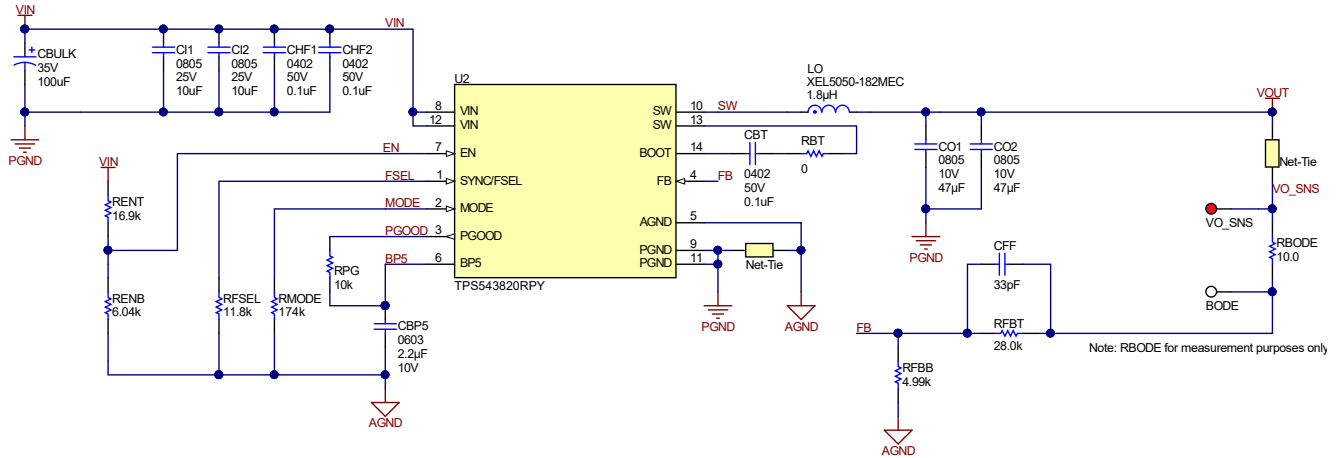 VIN
VIN
+
CBULK
35V
100uF
CI1
0805
25V
10uF
CI2
0805
25V
10uF
CHF1
0402
50V
0.1uF
CHF2
0402
50V
0.1uF
PGND
U2
8
VIN
12
VIN
EN
7
EN
FSEL
1
SYNC/FSEL
MODE
2
MODE
PGOOD
3
PGOOD
BP5
6
BP5
TPS543820RPY
SW
10
SW
SW
13
BOOT
14
FB
4
FB
AGND
5
PGND
9
PGND
11
VIN
RENT
16.9k
RENB
6.04k
RFSEL
11.8k
RMODE
174k
RPG
10k
CBP5
0603
2.2µF
10V
AGND
LO
XEL5050-182MEC
1.8µH
CBT
0402
50V
0.1uF
RBT
0
Net-Tie
PGND
AGND
CO1
0805
10V
47µF
CO2
0805
10V
47µF
PGND
VOUT
Net-Tie
VO_SNS
VO_SNS
RBODE
10.0
BODE
CFF
33pF
FB
RFBT
28.0k
Note: RBODE for measurement purposes only
RFBB
4.99k
AGND